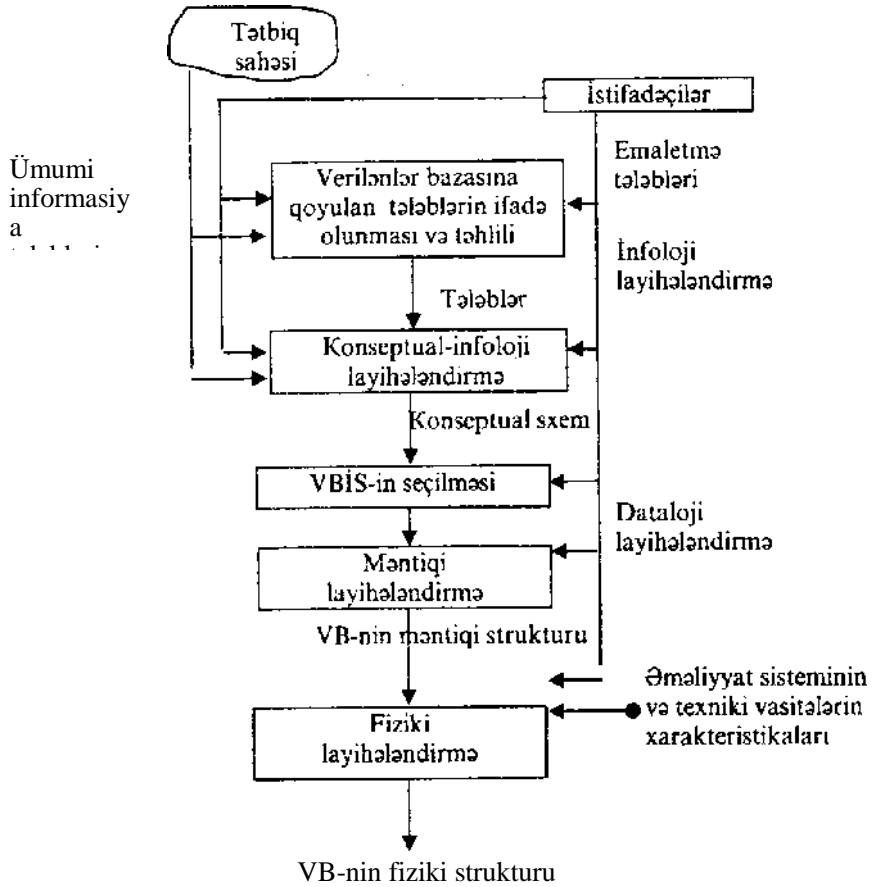 Tətbiq
sahəsi
İstifadəçilər
Ümumi
informasiy
a
Emaletmə
tələbləri
Verilənlər bazasına
qoyulan tələblərin ifadə
olunması və təhlili
İnfoloji
layihələndirmə
Tələblər
Konseptual-infoloji
layihələndirmə
Konseptual sxem
VBİS-in seçilməsi
Dataloji
layihələndirmə
Məntiqi
layihələndirmə
VB-nin məntiqi strukturu
Əməliyyat sisteminin
və texniki vasitələrin
xarakteristikaları
Fiziki
layihələndirmə
VB-nin fiziki strukturu